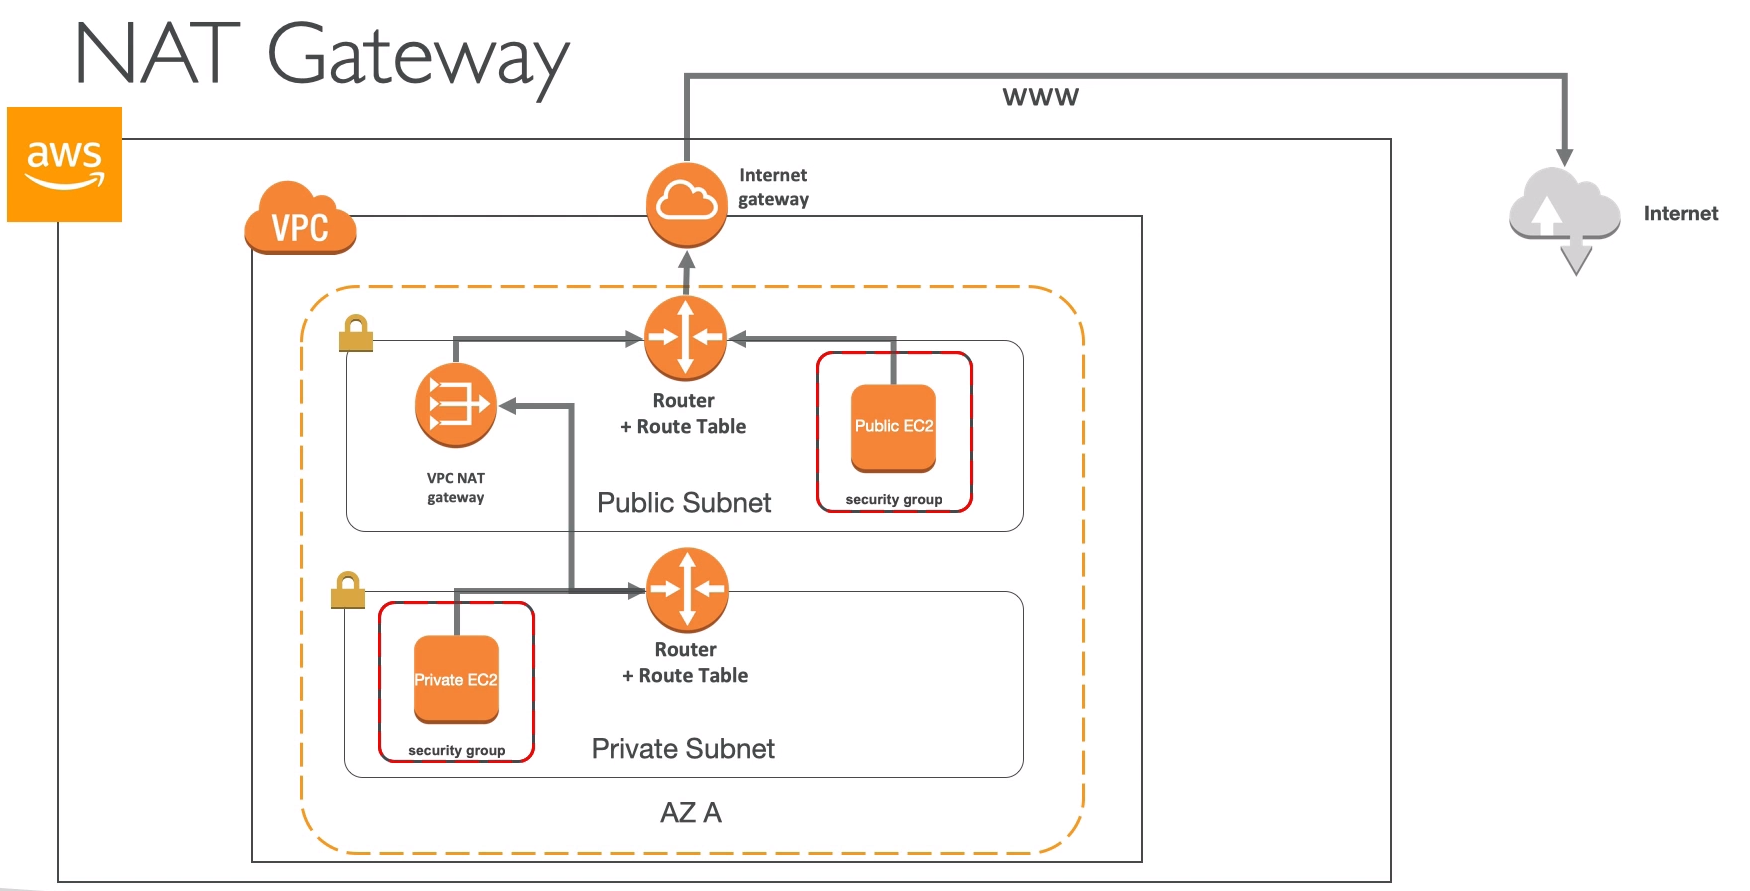 NAT Gateway
WWW
aws
Internet
gateway
VPC
Internet
Router
+ Route Table
Public EC2
VPC NAT
gateway
Public Subnet
security group
Router
+ Route Table
Private EC2
security group
Private Subnet
AZ A